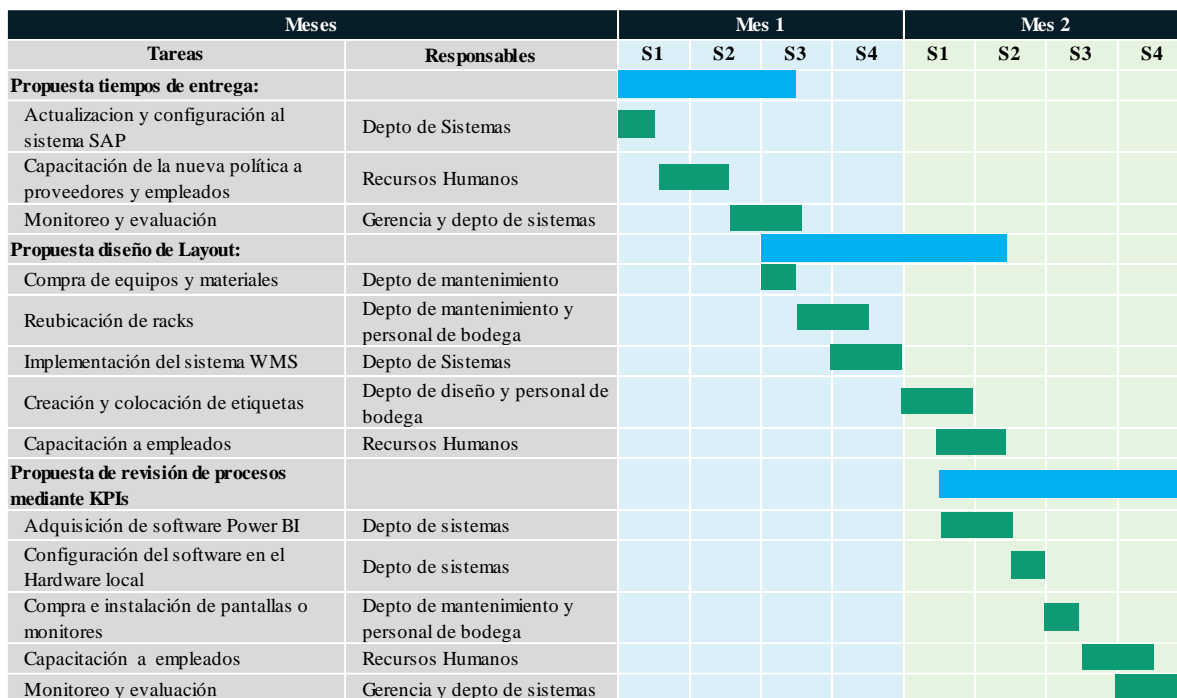 Meses Mes 1 Mes 2
Tareas Responsables S1 S2 S3 S4 S1 S2 S3 S4
Propuesta tiempos de entrega:
Actualizacion y configuración al
sistema SAP
Depto de Sistemas
Capacitación de la nueva política a
proveedores y empleados
Recursos Humanos
Monitoreo y evaluación Gerencia y depto de sistemas
Propuesta diseño de Layout:
Compra de equipos y materiales Depto de mantenimiento
Reubicación de racks
Depto de mantenimiento y
personal de bodega
Implementación del sistema WMS Depto de Sistemas
Creación y colocación de etiquetas
Depto de diseño y personal de
bodega
Capacitación a empleados Recursos Humanos
Propuesta de revisión de procesos
mediante KPIs
Adquisición de software Power BI Depto de sistemas
Configuración del software en el
Hardware local
Depto de sistemas
Compra e instalación de pantallas o
monitores
Depto de mantenimiento y
personal de bodega
Capacitación a empleados Recursos Humanos
Monitoreo y evaluación Gerencia y depto de sistemas